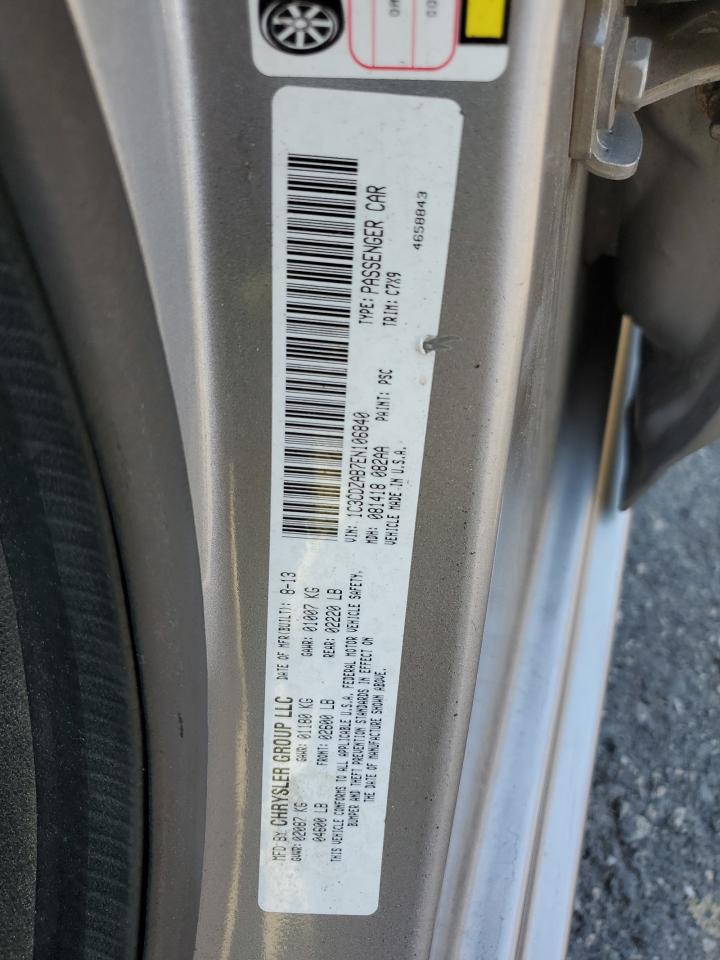 MFD BY CHRYSLER GROUP LLC DATE OF MFR(BUILT): 8-13
GVWR: 02087 KG GAWR: 01180 KG GAWR: 01007 KG
04600 LB FRONT: 02600 LB REAR: 02220 LB
THIS VEHICLE CONFORMS TO ALL APPLICABLE U.S.A. FEDERAL MOTOR VEHICLE SAFETY,
BUMPER AND THEFT PREVENTION STANDARDS IN EFFECT ON
THE DATE OF MANUFACTURE SHOWN ABOVE.
VIN: 1C3CDZAB7EN106840 TYPE: PASSENGER CAR
MDH: 081418 082AA PAINT: PSC TRIM: C7X9
VEHICLE MADE IN U.S.A.
4658843